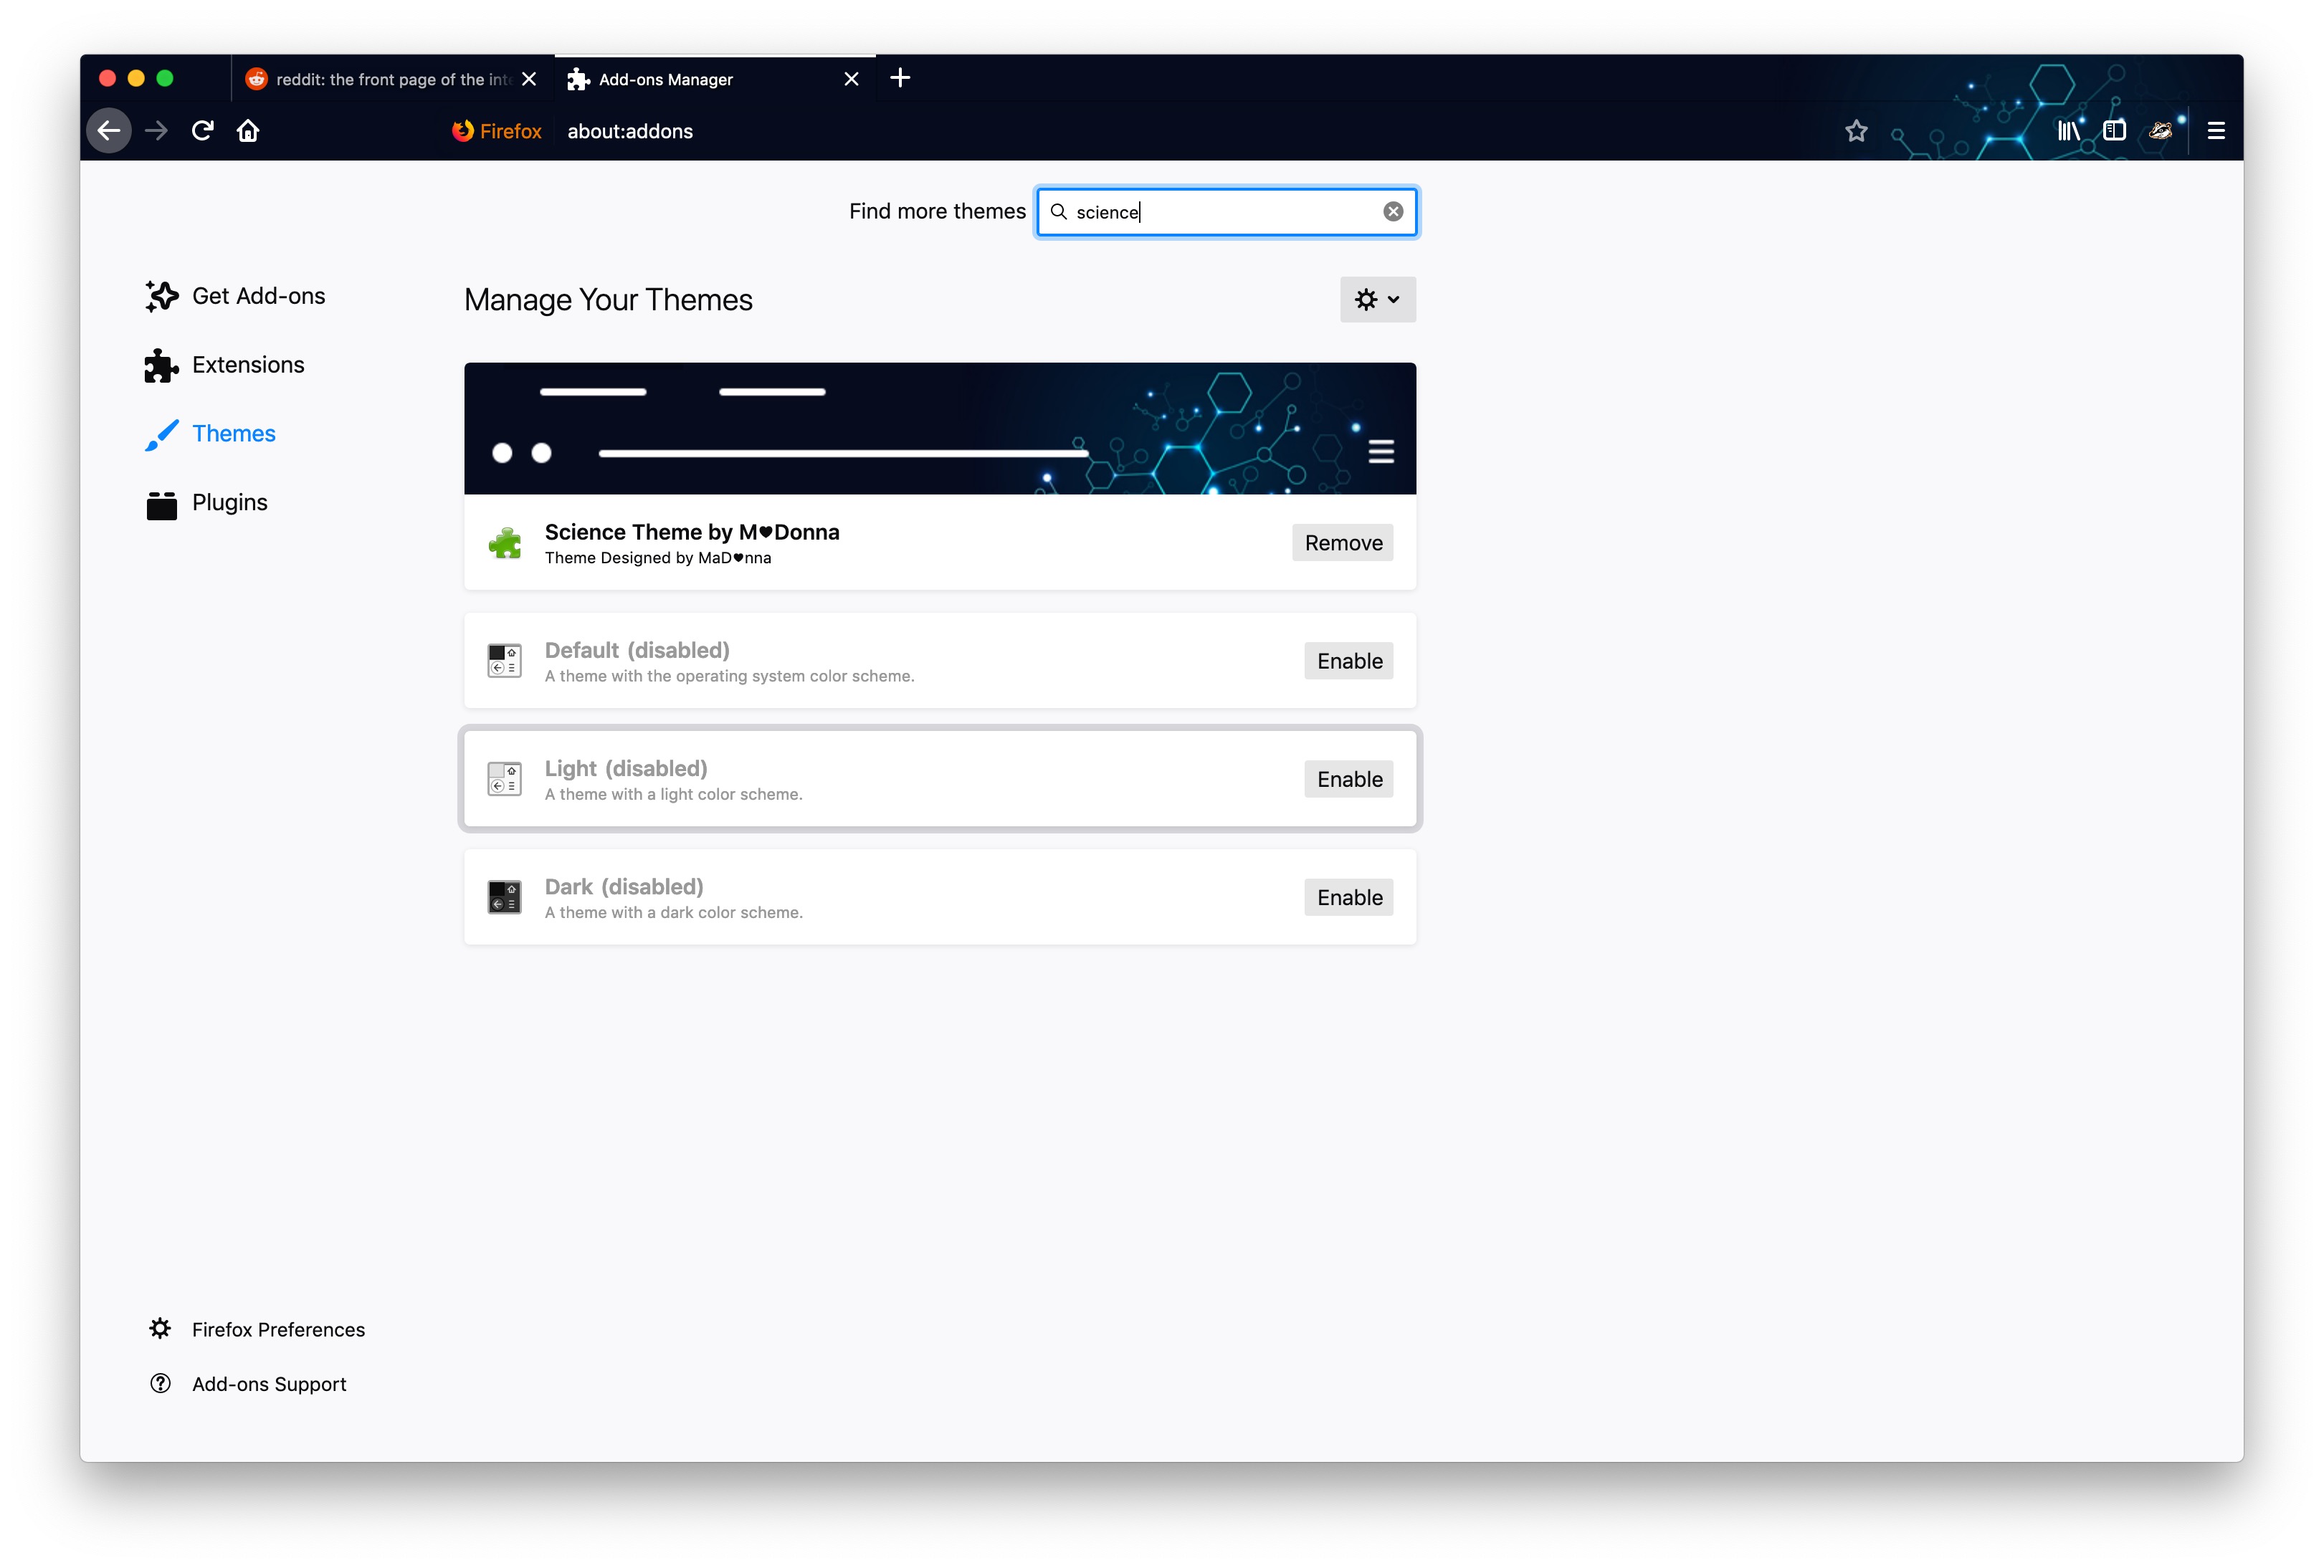 reddit: the front page of the inte
Add-ons Manager
Firefox about:addons
Find more themes science
Get Add-ons
Extensions
Themes
Plugins
Manage Your Themes
Science Theme by M♥Donna
Theme Designed by MaD♥nna
Remove
Default (disabled)
A theme with the operating system color scheme.
Enable
Light (disabled)
A theme with a light color scheme.
Enable
Dark (disabled)
A theme with a dark color scheme.
Enable
Firefox Preferences
Add-ons Support